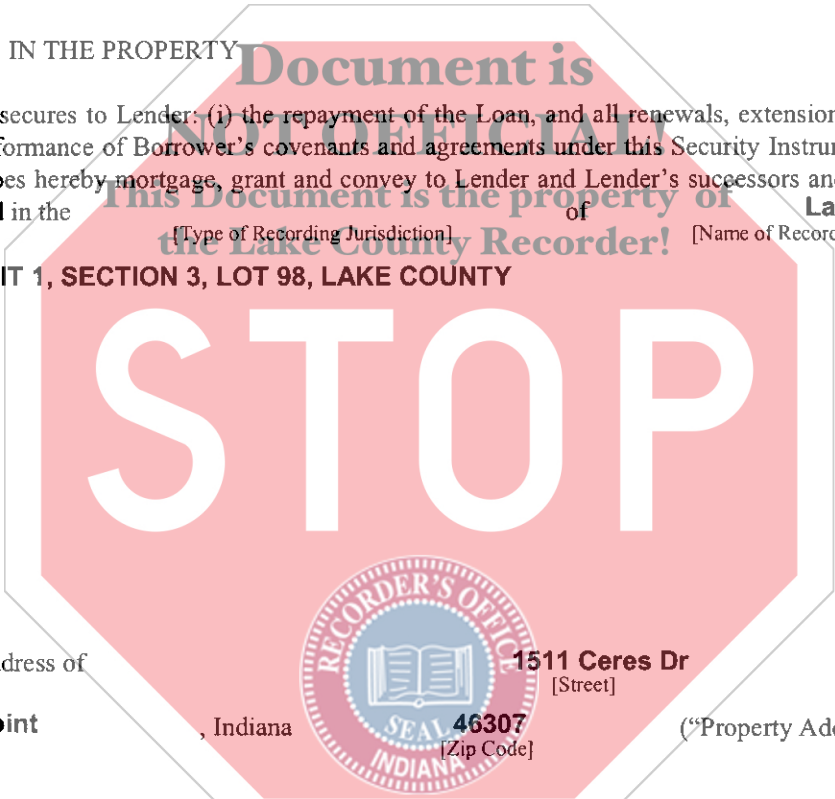 IN THE PROPERTY
Document is
secures to Lender: (i) the repayment of the Loan, and all renewals, extension
NOT OFFICIAL!
formance of Borrower's covenants and agreements under this Security Instrum
oes hereby mortgage, grant and convey to Lender and Lender's successors and
This Document is the property of
in the of La
[Type of Recording Jurisdiction] [Name of Record
the Lake County Recorder!
IT 1, SECTION 3, LOT 98, LAKE COUNTY
STOP
RECORDER'S OFFICE
dress of 1511 Ceres Dr
[Street]
oint , Indiana 46307 ("Property Add
[Zip Code]
SEAL
INDIANA